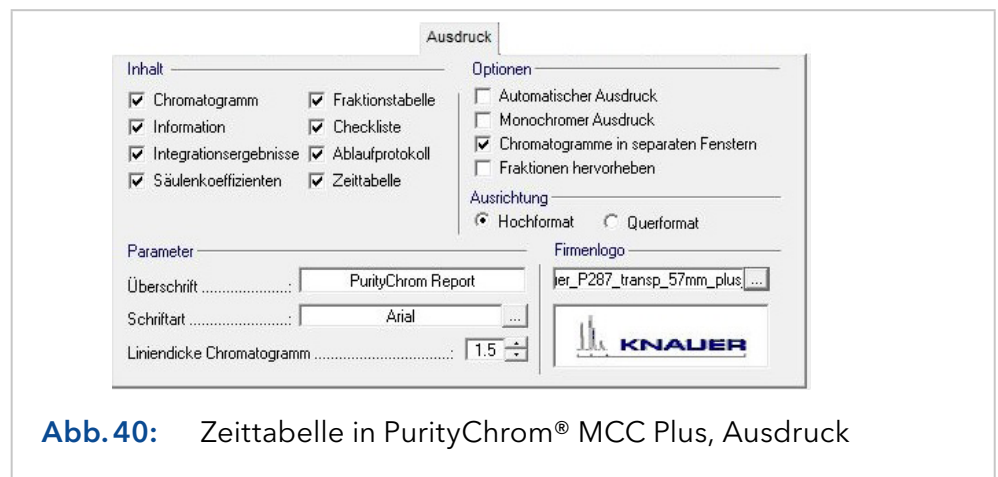 Ausdruck
Inhalt
Chromatogramm
Fraktionstabelle
Information
Checkliste
Integrationsergebnisse
Ablaufprotokoll
Säulenkoeffizienten
Zeittabelle
Optionen
Automatischer Ausdruck
Monochromer Ausdruck
Chromatogramme in separaten Fenstern
Fraktionen hervorheben
Ausrichtung
Hochformat
Querformat
Parameter
Überschrift ....................: PurityChrom Report
Schriftart .......................: Arial ...
Liniendicke Chromatogramm ................................: 1.5
Firmenlogo
er_P287_transp_57mm_plus ...
KNAUER
Abb. 40: Zeittabelle in PurityChrom® MCC Plus, Ausdruck